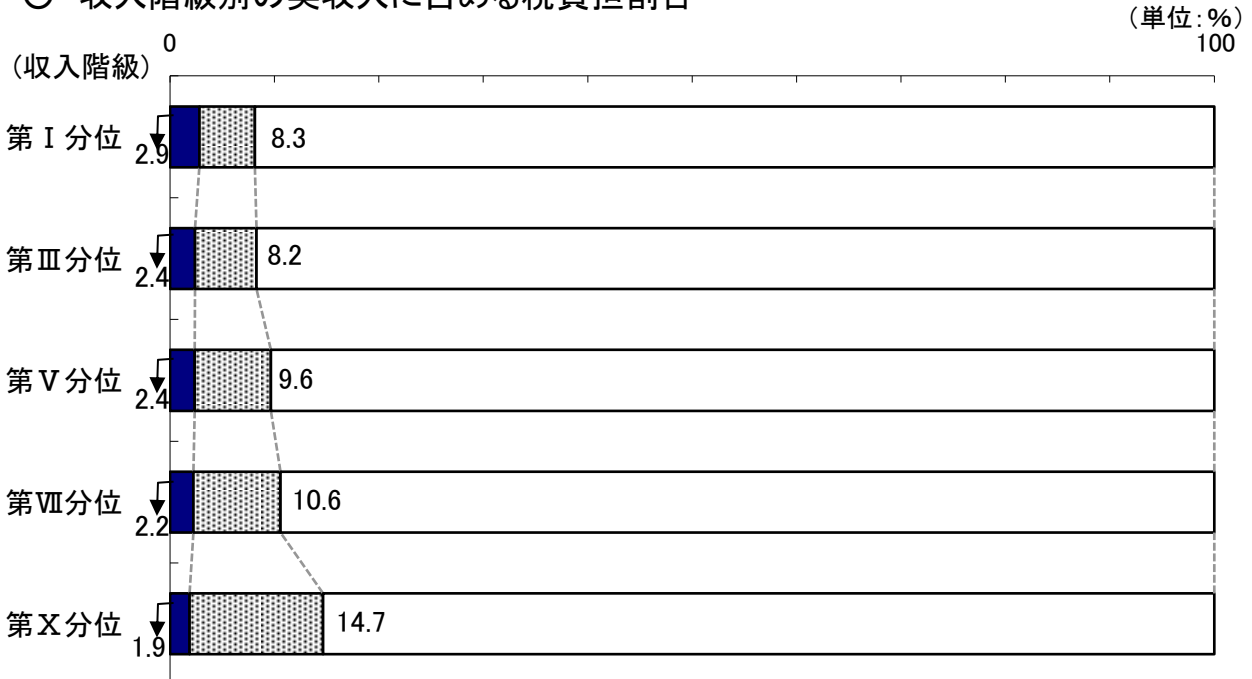 ○ 収入階級別の実収入に占める税負担割合
（単位：％）
0 100
（収入階級）
第Ⅰ分位 2.9 8.3
第Ⅲ分位 2.4 8.2
第Ⅴ分位 2.4 9.6
第Ⅶ分位 2.2 10.6
第Ⅹ分位 1.9 14.7